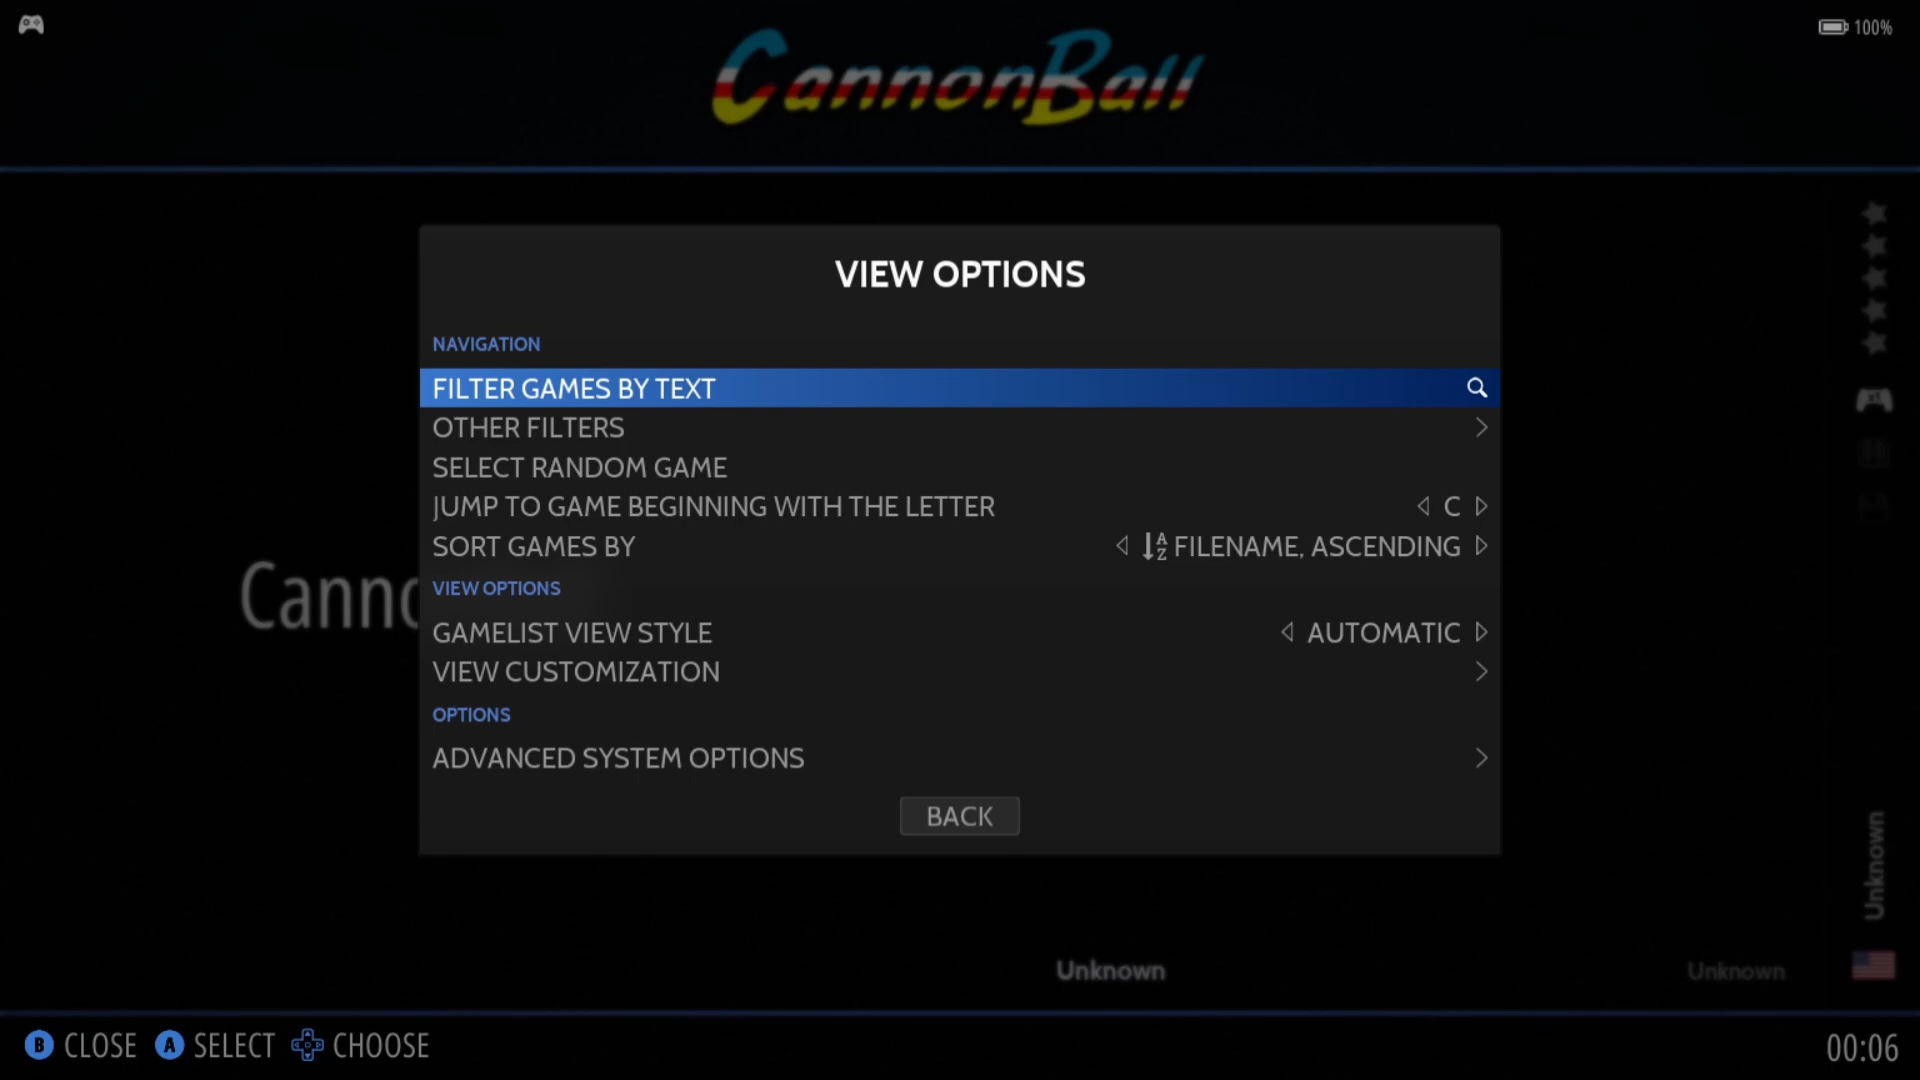 100%
CannonBall
VIEW OPTIONS
NAVIGATION
FILTER GAMES BY TEXT
OTHER FILTERS
SELECT RANDOM GAME
JUMP TO GAME BEGINNING WITH THE LETTER C
SORT GAMES BY FILENAME, ASCENDING
Canno
VIEW OPTIONS
GAMELIST VIEW STYLE AUTOMATIC
VIEW CUSTOMIZATION
OPTIONS
ADVANCED SYSTEM OPTIONS
BACK
Unknown
Unknown
Unknown
B CLOSE A SELECT CHOOSE
00:06